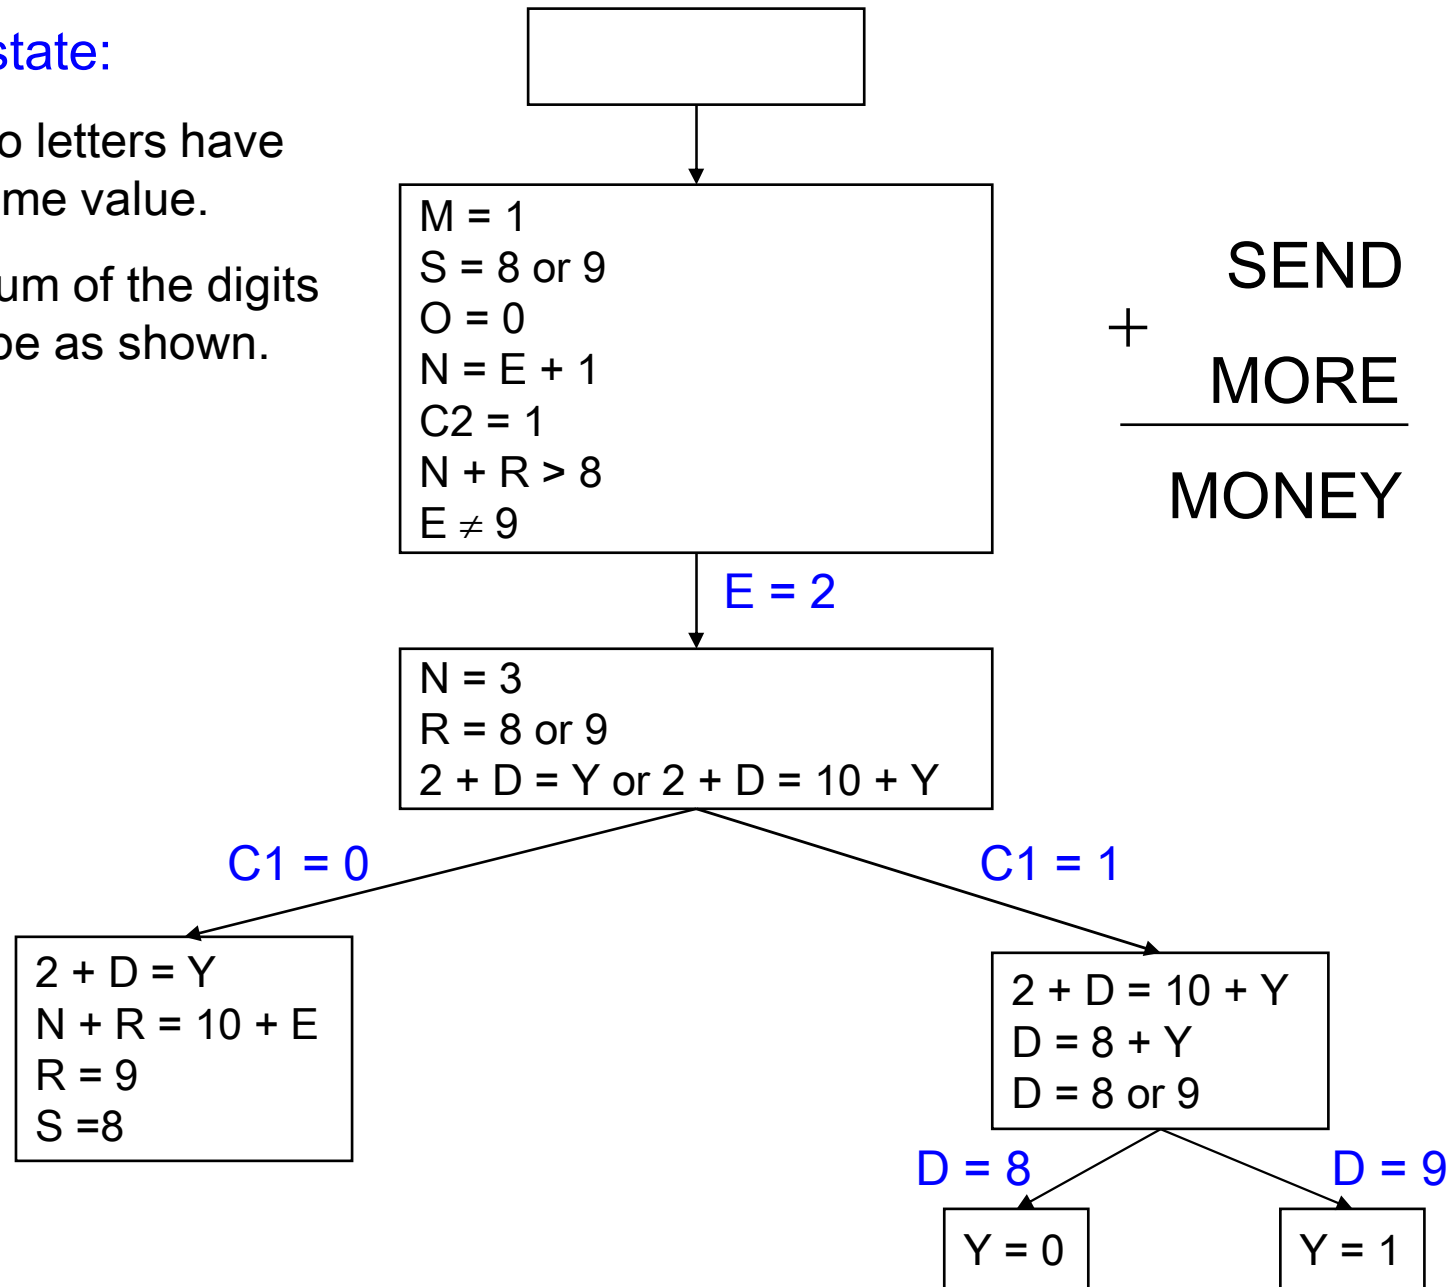 state:
o letters have
me value.
um of the digits
be as shown.
M = 1
S = 8 or 9
O = 0
N = E + 1
C2 = 1
N + R > 8
E ≠ 9
SEND
+
MORE
MONEY
E = 2
N = 3
R = 8 or 9
2 + D = Y or 2 + D = 10 + Y
C1 = 0
C1 = 1
2 + D = Y
N + R = 10 + E
R = 9
S =8
2 + D = 10 + Y
D = 8 + Y
D = 8 or 9
D = 8
D = 9
Y = 0
Y = 1